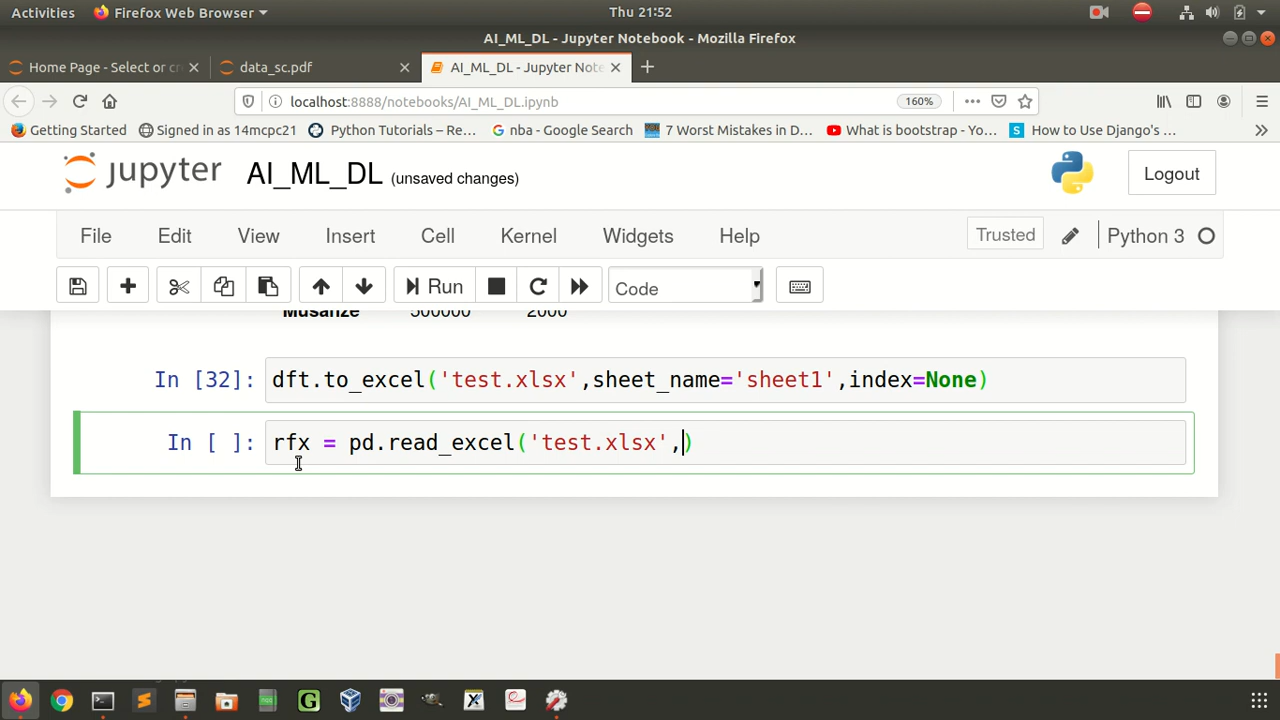 Activities Firefox Web Browser Thu 21:52
AI_ML_DL - Jupyter Notebook - Mozilla Firefox
Home Page - Select or cr data_sc.pdf AI_ML_DL - Jupyter Note
localhost:8888/notebooks/AI_ML_DL.ipynb 160%
Getting Started Signed in as 14mcpc21 Python Tutorials – Re… nba - Google Search 7 Worst Mistakes in D… What is bootstrap - Yo… How to Use Django's …
jupyter AI_ML_DL (unsaved changes) Logout
File Edit View Insert Cell Kernel Widgets Help Trusted Python 3
Run Code
Musanze 500000 2000
In [32]: dft.to_excel('test.xlsx',sheet_name='sheet1',index=None)
In [ ]: rfx = pd.read_excel('test.xlsx',)